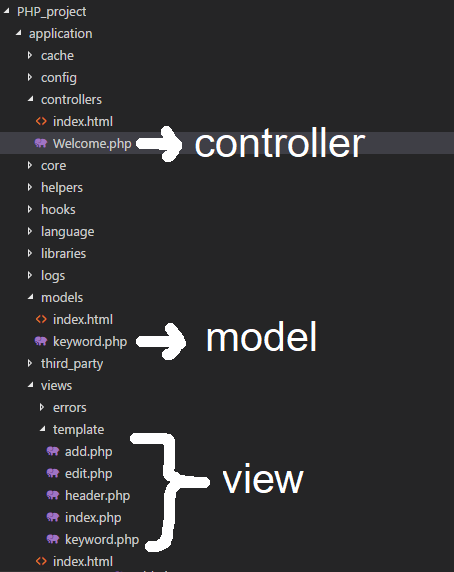 PHP_project
application
cache
config
controllers
<> index.html
Welcome.php controller
core
helpers
hooks
language
libraries
logs
models
<> index.html
keyword.php model
third_party
views
errors
template
add.php
edit.php
header.php view
index.php
keyword.php
<> index.html